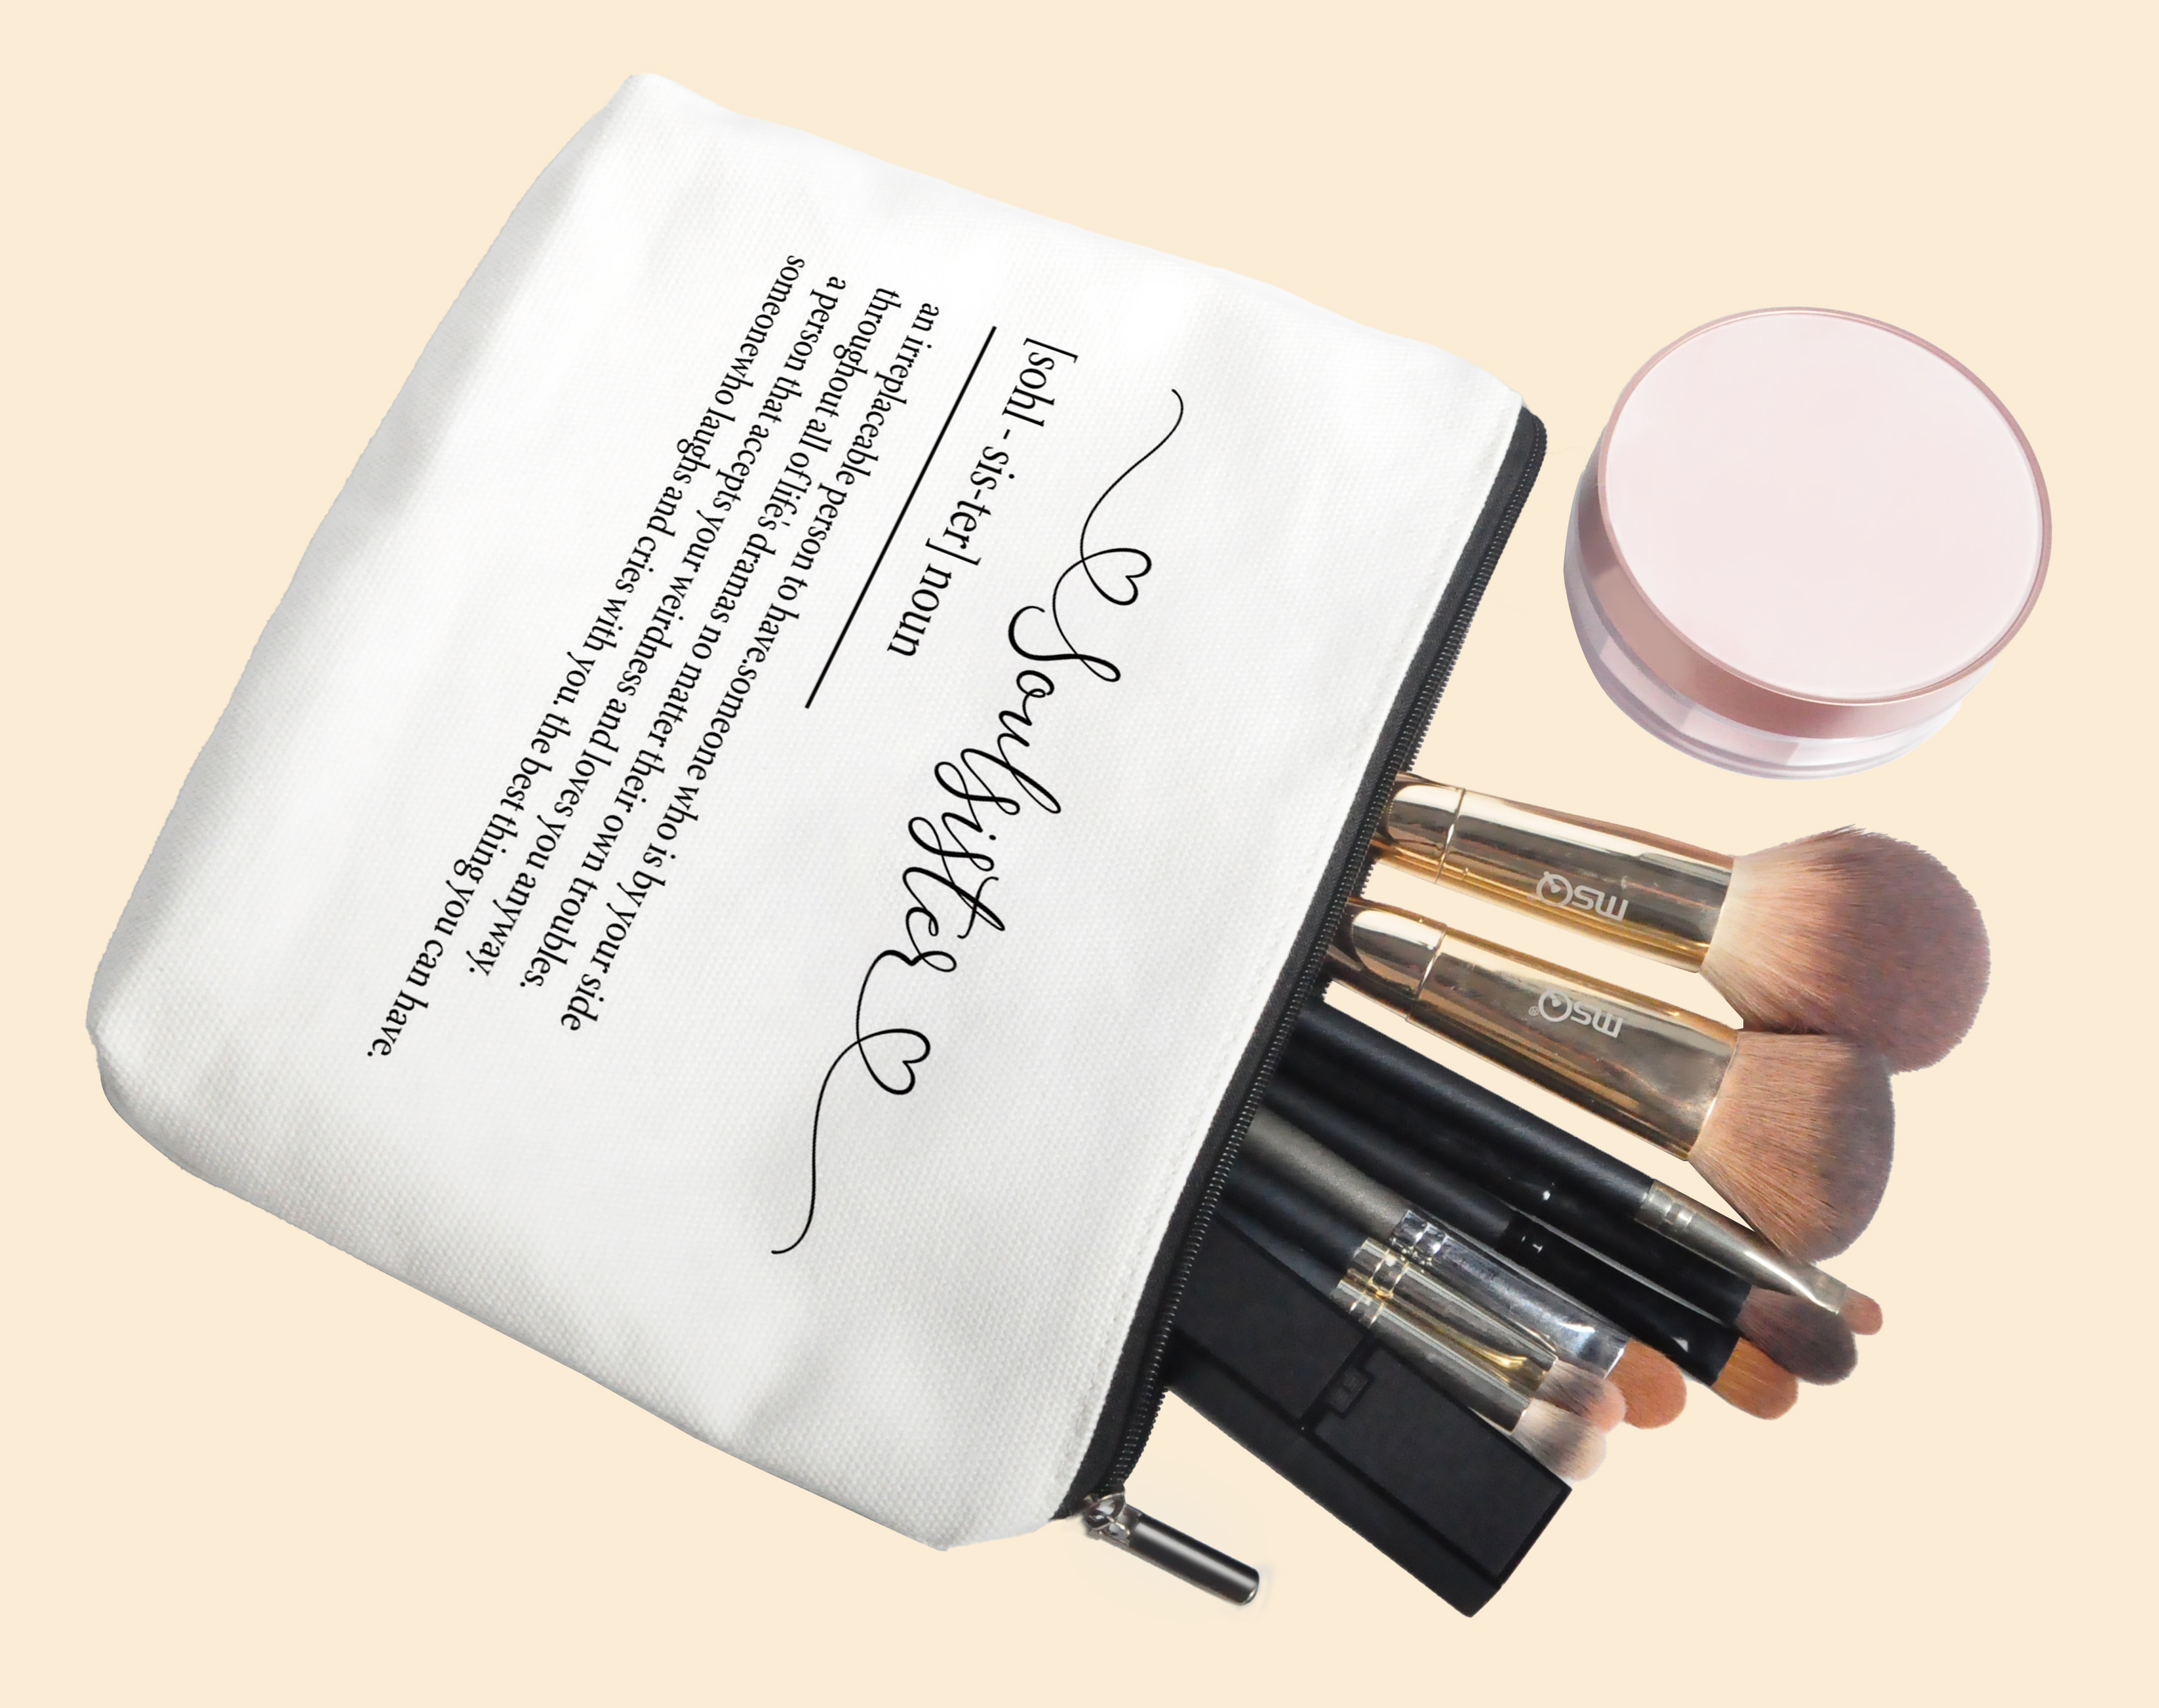 Soul sister
[sohl - sis-ter] noun
an irreplaceable person to have.someone who is by your side
throughout all of life's dramas no matter their own troubles.
a person that accepts your weirdness and loves you anyway.
someonewho laughs and cries with you. the best thing you can have.
msQ
msQ®